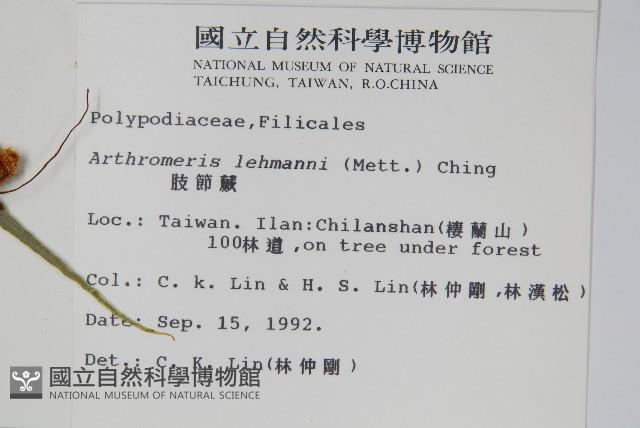 國立自然科學博物館
NATIONAL MUSEUM OF NATURAL SCIENCE
TAICHUNG, TAIWAN, R.O.CHINA
Polypodiaceae,Filicales
Arthromeris lehmanni (Mett.) Ching
肢節蕨
Loc.: Taiwan. Ilan:Chilanshan(棲蘭山)
100林道,on tree under forest
Col.: C. k. Lin & H. S. Lin(林仲剛,林漢松)
Date: Sep. 15, 1992.
Det.: C. K. Lin(林仲剛)
國立自然科學博物館
NATIONAL MUSEUM OF NATURAL SCIENCE